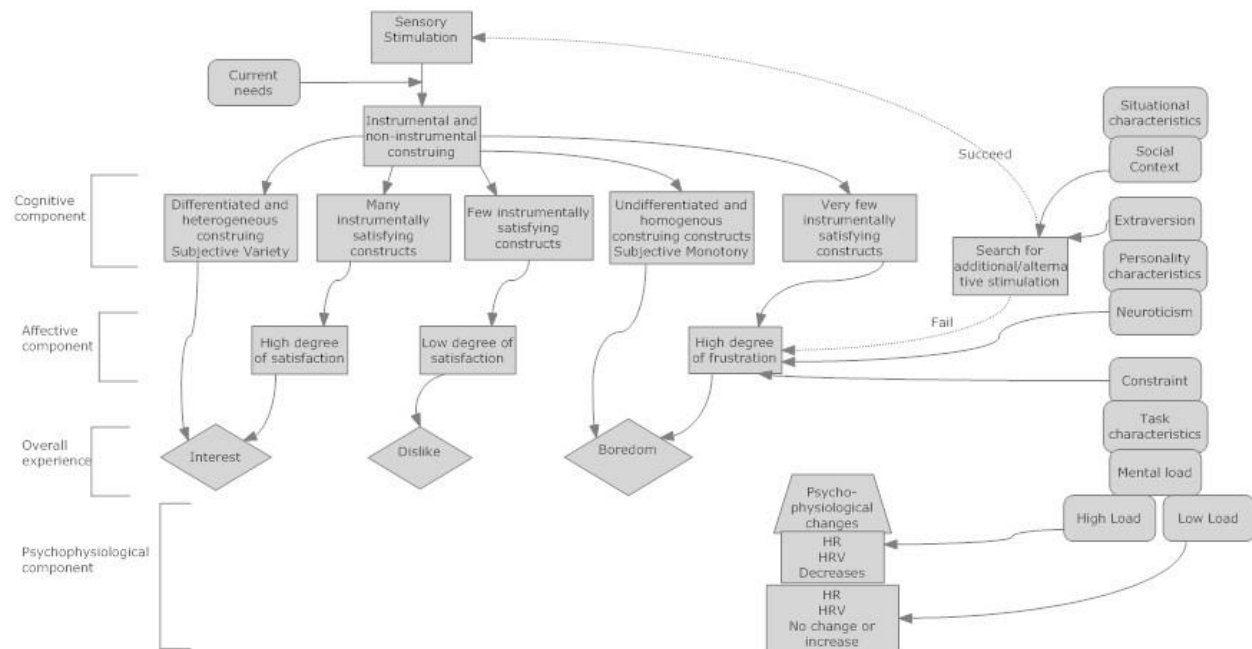 Sensory
Stimulation
Current
needs
Instrumental and
non-instrumental
construing
Situational
characteristics
Social
Context
Succeed
Cognitive
component
Differentiated and
heterogeneous
construing
Subjective Variety
Many
instrumentally
satisfying
constructs
Few instrumentally
satisfying
constructs
Undifferentiated and
homogenous
construing constructs
Subjective Monotony
Very few
instrumentally
satisfying
constructs
Search for
additional/alterna
tive stimulation
Extraversion
Personality
characteristics
Neuroticism
Fail
Affective
component
High degree
of satisfaction
Low degree of
satisfaction
High degree
of frustration
Constraint
Task
characteristics
Mental load
High Load
Low Load
Overall
experience
Interest
Dislike
Boredom
Psychophysiological
component
Psycho-
physiological
changes
HR
HRV
Decreases
HR
HRV
No change or
increase